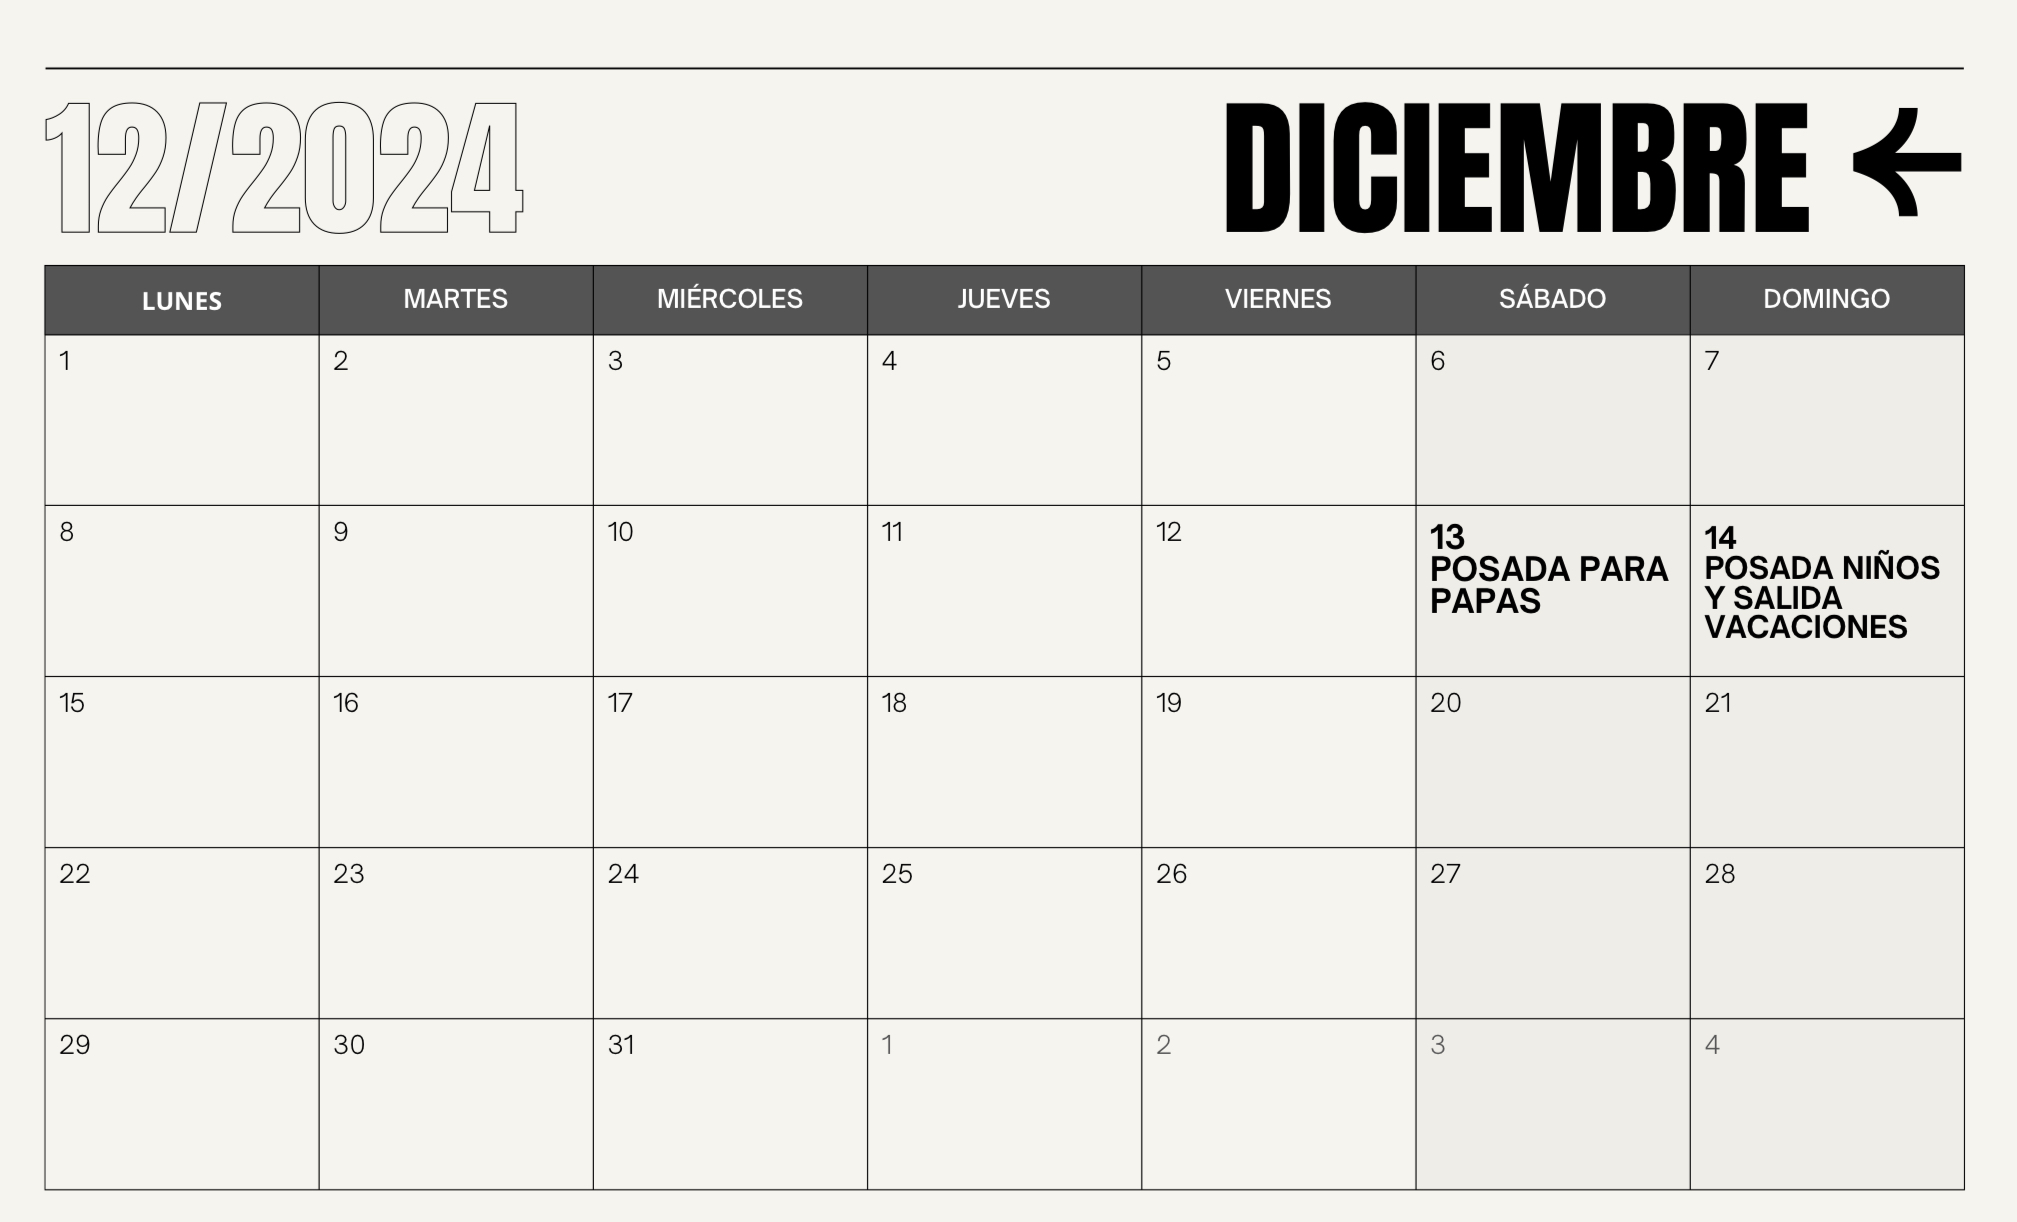 12/2024
DICIEMBRE
LUNES MARTES MIÉRCOLES JUEVES VIERNES SÁBADO DOMINGO
1 2 3 4 5 6 7
8 9 10 11 12 13 14
POSADA PARA
PAPAS
POSADA NIÑOS
Y SALIDA
VACACIONES
15 16 17 18 19 20 21
22 23 24 25 26 27 28
29 30 31 1 2 3 4